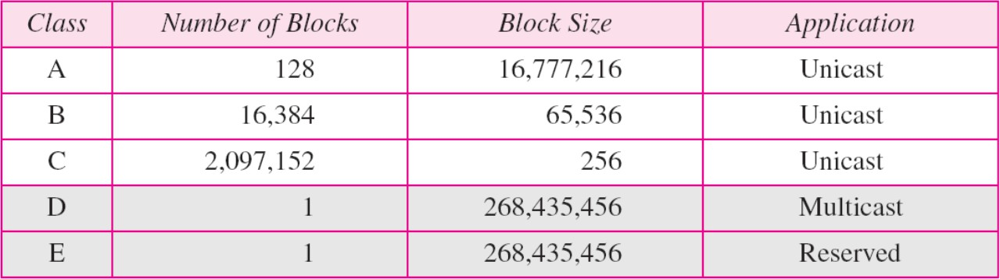 Class Number of Blocks Block Size Application
A 128 16,777,216 Unicast
B 16,384 65,536 Unicast
C 2,097,152 256 Unicast
D 1 268,435,456 Multicast
E 1 268,435,456 Reserved